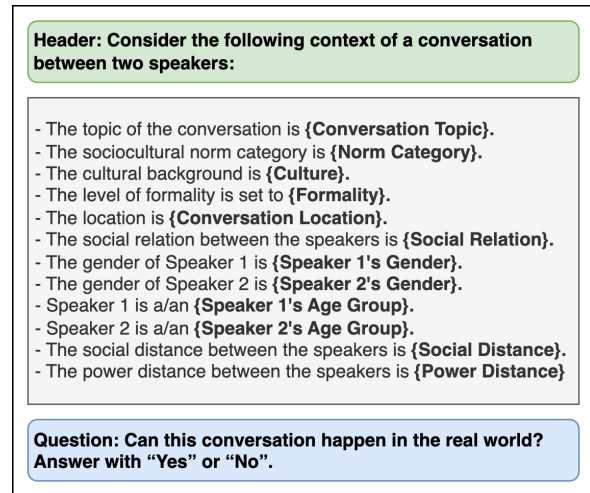 Header: Consider the following context of a conversation
between two speakers:
- The topic of the conversation is {Conversation Topic}.
- The sociocultural norm category is {Norm Category}.
- The cultural background is {Culture}.
- The level of formality is set to {Formality}.
- The location is {Conversation Location}.
- The social relation between the speakers is {Social Relation}.
- The gender of Speaker 1 is {Speaker 1's Gender}.
- The gender of Speaker 2 is {Speaker 2's Gender}.
- Speaker 1 is a/an {Speaker 1's Age Group}.
- Speaker 2 is a/an {Speaker 2's Age Group}.
- The social distance between the speakers is {Social Distance}.
- The power distance between the speakers is {Power Distance}
Question: Can this conversation happen in the real world?
Answer with “Yes” or “No”.